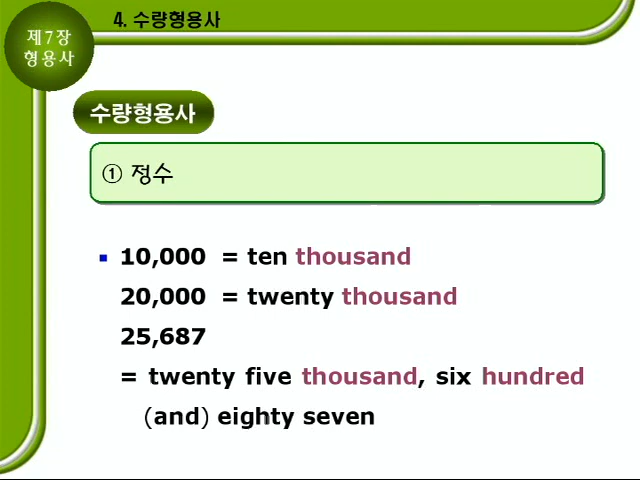 4. 수량형용사
제7장
형용사
수량형용사
① 정수
10,000 = ten thousand
20,000 = twenty thousand
25,687
= twenty five thousand, six hundred
(and) eighty seven